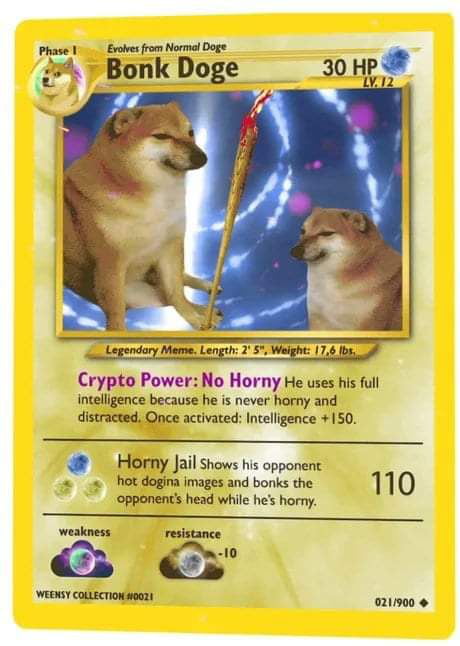 Phase I
Evolves from Normal Doge
Bonk Doge
30 HP
LV. 12
Legendary Meme. Length: 2' 5", Weight: 17,6 lbs.
Crypto Power: No Horny He uses his full
intelligence because he is never horny and
distracted. Once activated: Intelligence +150.
Horny Jail Shows his opponent
hot dogina images and bonks the
opponent's head while he's horny.
110
weakness
resistance
-10
WEENSY COLLECTION #0021
021/900